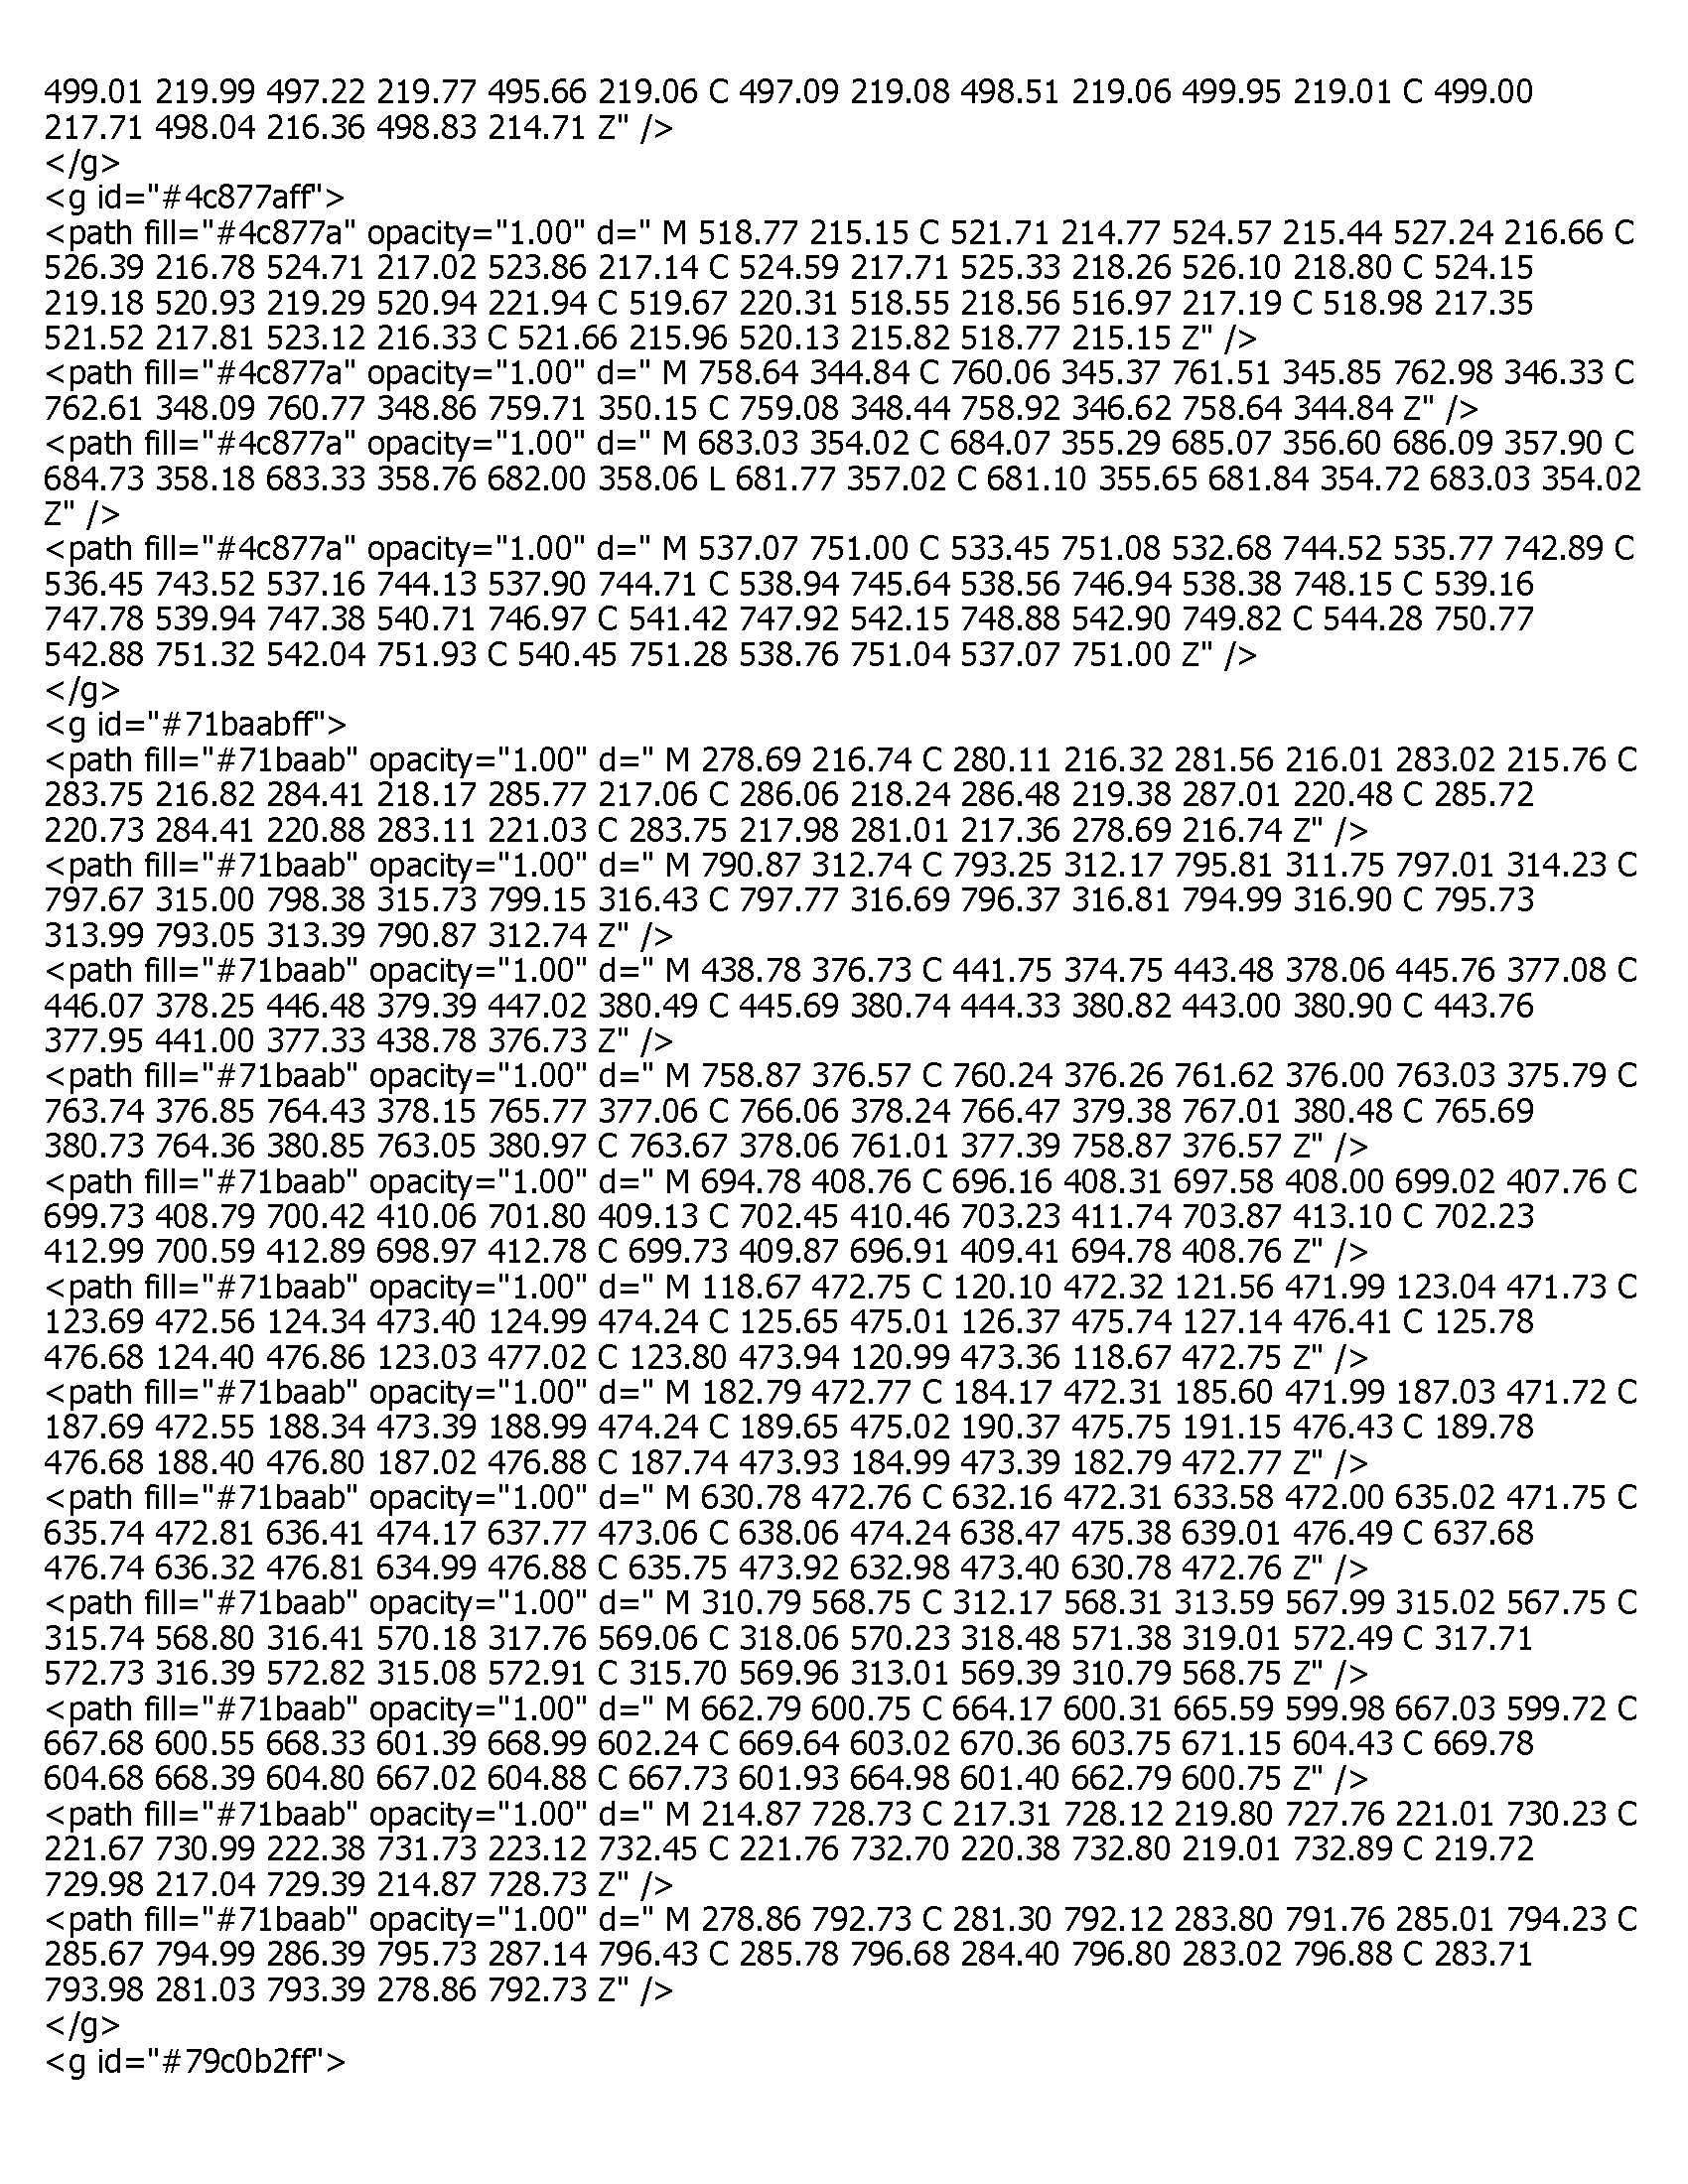 499.01 219.99 497.22 219.77 495.66 219.06 C 497.09 219.08 498.51 219.06 499.95 219.01 C 499.00
217.71 498.04 216.36 498.83 214.71 Z" />
</g>
<g id="#4c877aff">
<path fill="#4c877a" opacity="1.00" d=" M 518.77 215.15 C 521.71 214.77 524.57 215.44 527.24 216.66 C
526.39 216.78 524.71 217.02 523.86 217.14 C 524.59 217.71 525.33 218.26 526.10 218.80 C 524.15
219.18 520.93 219.29 520.94 221.94 C 519.67 220.31 518.55 218.56 516.97 217.19 C 518.98 217.35
521.52 217.81 523.12 216.33 C 521.66 215.96 520.13 215.82 518.77 215.15 Z" />
<path fill="#4c877a" opacity="1.00" d=" M 758.64 344.84 C 760.06 345.37 761.51 345.85 762.98 346.33 C
762.61 348.09 760.77 348.86 759.71 350.15 C 759.08 348.44 758.92 346.62 758.64 344.84 Z" />
<path fill="#4c877a" opacity="1.00" d=" M 683.03 354.02 C 684.07 355.29 685.07 356.60 686.09 357.90 C
684.73 358.18 683.33 358.76 682.00 358.06 L 681.77 357.02 C 681.10 355.65 681.84 354.72 683.03 354.02
Z" />
<path fill="#4c877a" opacity="1.00" d=" M 537.07 751.00 C 533.45 751.08 532.68 744.52 535.77 742.89 C
536.45 743.52 537.16 744.13 537.90 744.71 C 538.94 745.64 538.56 746.94 538.38 748.15 C 539.16
747.78 539.94 747.38 540.71 746.97 C 541.42 747.92 542.15 748.88 542.90 749.82 C 544.28 750.77
542.88 751.32 542.04 751.93 C 540.45 751.28 538.76 751.04 537.07 751.00 Z" />
</g>
<g id="#71baabff">
<path fill="#71baab" opacity="1.00" d=" M 278.69 216.74 C 280.11 216.32 281.56 216.01 283.02 215.76 C
283.75 216.82 284.41 218.17 285.77 217.06 C 286.06 218.24 286.48 219.38 287.01 220.48 C 285.72
220.73 284.41 220.88 283.11 221.03 C 283.75 217.98 281.01 217.36 278.69 216.74 Z" />
<path fill="#71baab" opacity="1.00" d=" M 790.87 312.74 C 793.25 312.17 795.81 311.75 797.01 314.23 C
797.67 315.00 798.38 315.73 799.15 316.43 C 797.77 316.69 796.37 316.81 794.99 316.90 C 795.73
313.99 793.05 313.39 790.87 312.74 Z" />
<path fill="#71baab" opacity="1.00" d=" M 438.78 376.73 C 441.75 374.75 443.48 378.06 445.76 377.08 C
446.07 378.25 446.48 379.39 447.02 380.49 C 445.69 380.74 444.33 380.82 443.00 380.90 C 443.76
377.95 441.00 377.33 438.78 376.73 Z" />
<path fill="#71baab" opacity="1.00" d=" M 758.87 376.57 C 760.24 376.26 761.62 376.00 763.03 375.79 C
763.74 376.85 764.43 378.15 765.77 377.06 C 766.06 378.24 766.47 379.38 767.01 380.48 C 765.69
380.73 764.36 380.85 763.05 380.97 C 763.67 378.06 761.01 377.39 758.87 376.57 Z" />
<path fill="#71baab" opacity="1.00" d=" M 694.78 408.76 C 696.16 408.31 697.58 408.00 699.02 407.76 C
699.73 408.79 700.42 410.06 701.80 409.13 C 702.45 410.46 703.23 411.74 703.87 413.10 C 702.23
412.99 700.59 412.89 698.97 412.78 C 699.73 409.87 696.91 409.41 694.78 408.76 Z" />
<path fill="#71baab" opacity="1.00" d=" M 118.67 472.75 C 120.10 472.32 121.56 471.99 123.04 471.73 C
123.69 472.56 124.34 473.40 124.99 474.24 C 125.65 475.01 126.37 475.74 127.14 476.41 C 125.78
476.68 124.40 476.86 123.03 477.02 C 123.80 473.94 120.99 473.36 118.67 472.75 Z" />
<path fill="#71baab" opacity="1.00" d=" M 182.79 472.77 C 184.17 472.31 185.60 471.99 187.03 471.72 C
187.69 472.55 188.34 473.39 188.99 474.24 C 189.65 475.02 190.37 475.75 191.15 476.43 C 189.78
476.68 188.40 476.80 187.02 476.88 C 187.74 473.93 184.99 473.39 182.79 472.77 Z" />
<path fill="#71baab" opacity="1.00" d=" M 630.78 472.76 C 632.16 472.31 633.58 472.00 635.02 471.75 C
635.74 472.81 636.41 474.17 637.77 473.06 C 638.06 474.24 638.47 475.38 639.01 476.49 C 637.68
476.74 636.32 476.81 634.99 476.88 C 635.75 473.92 632.98 473.40 630.78 472.76 Z" />
<path fill="#71baab" opacity="1.00" d=" M 310.79 568.75 C 312.17 568.31 313.59 567.99 315.02 567.75 C
315.74 568.80 316.41 570.18 317.76 569.06 C 318.06 570.23 318.48 571.38 319.01 572.49 C 317.71
572.73 316.39 572.82 315.08 572.91 C 315.70 569.96 313.01 569.39 310.79 568.75 Z" />
<path fill="#71baab" opacity="1.00" d=" M 662.79 600.75 C 664.17 600.31 665.59 599.98 667.03 599.72 C
667.68 600.55 668.33 601.39 668.99 602.24 C 669.64 603.02 670.36 603.75 671.15 604.43 C 669.78
604.68 668.39 604.80 667.02 604.88 C 667.73 601.93 664.98 601.40 662.79 600.75 Z" />
<path fill="#71baab" opacity="1.00" d=" M 214.87 728.73 C 217.31 728.12 219.80 727.76 221.01 730.23 C
221.67 730.99 222.38 731.73 223.12 732.45 C 221.76 732.70 220.38 732.80 219.01 732.89 C 219.72
729.98 217.04 729.39 214.87 728.73 Z" />
<path fill="#71baab" opacity="1.00" d=" M 278.86 792.73 C 281.30 792.12 283.80 791.76 285.01 794.23 C
285.67 794.99 286.39 795.73 287.14 796.43 C 285.78 796.68 284.40 796.80 283.02 796.88 C 283.71
793.98 281.03 793.39 278.86 792.73 Z" />
</g>
<g id="#79c0b2ff">